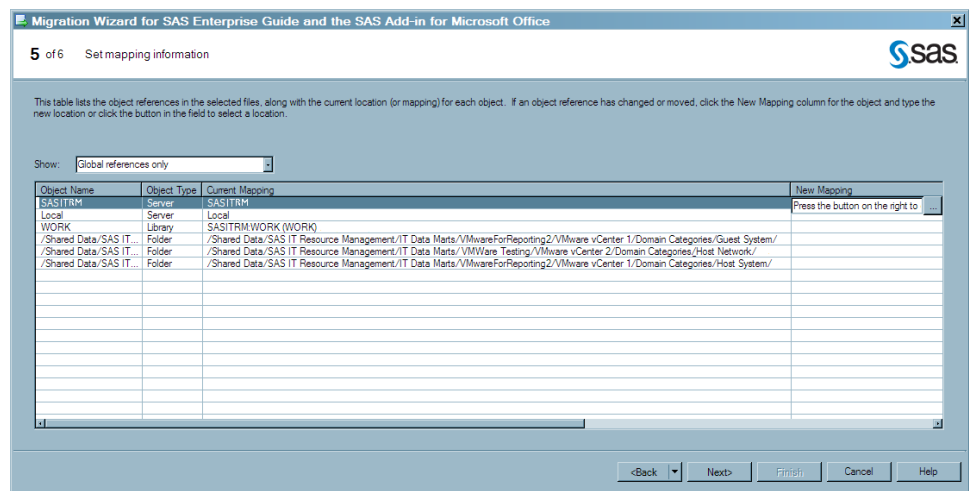 Migration Wizard for SAS Enterprise Guide and the SAS Add-in for Microsoft Office
5 of 6 Set mapping information
sas
This table lists the object references in the selected files, along with the current location (or mapping) for each object. If an object reference has changed or moved, click the New Mapping column for the object and type the
new location or click the button in the field to select a location.
Show: Global references only
Object Name Object Type Current Mapping New Mapping
SASITRM Server SASITRM Press the button on the right to ...
Local Server Local
WORK Library SASITRM:WORK (WORK)
/Shared Data/SAS IT... Folder /Shared Data/SAS IT Resource Management/IT Data Marts/VMwareForReporting2/VMware vCenter 1/Domain Categories/Guest System/
/Shared Data/SAS IT... Folder /Shared Data/SAS IT Resource Management/IT Data Marts/VMWare Testing/VMware vCenter 2/Domain Categories/Host Network/
/Shared Data/SAS IT... Folder /Shared Data/SAS IT Resource Management/IT Data Marts/VMwareForReporting2/VMware vCenter 1/Domain Categories/Host System/
<Back Next> Finish Cancel Help